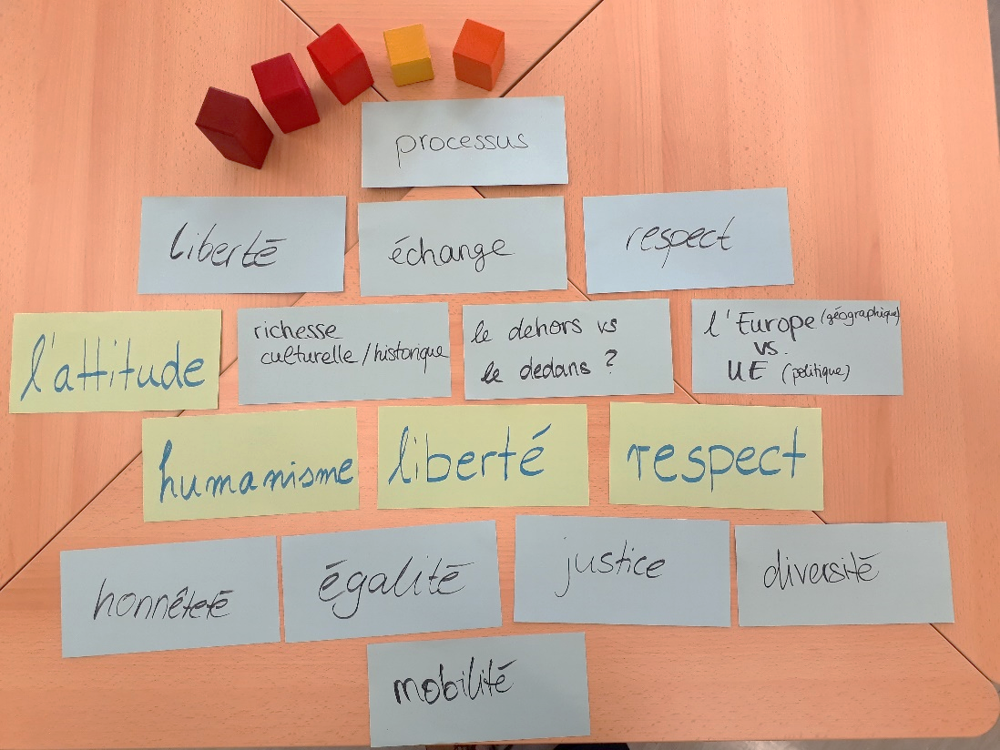 processus
liberté
échange
respect
l'attitude
richesse
culturelle/historique
le dehors vs
le dedans ?
l'Europe (géographique)
vs.
UE (politique)
humanisme
liberté
respect
honnêteté
égalité
justice
diversité
mobilité